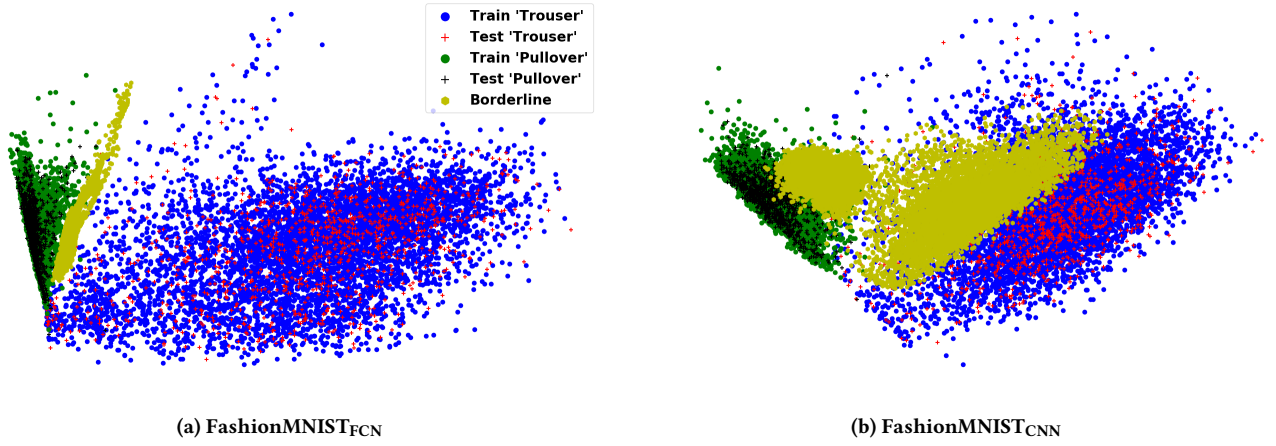 Train 'Trouser'
Test 'Trouser'
Train 'Pullover'
Test 'Pullover'
Borderline
(a) FashionMNISTFCN
(b) FashionMNISTCNN